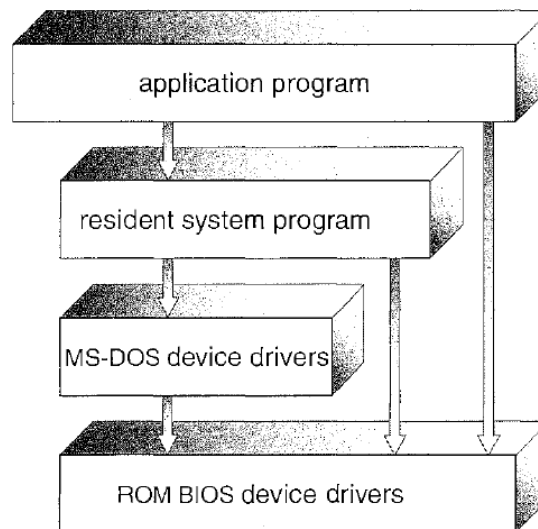 application program
resident system program
MS-DOS device drivers
ROM BIOS device drivers